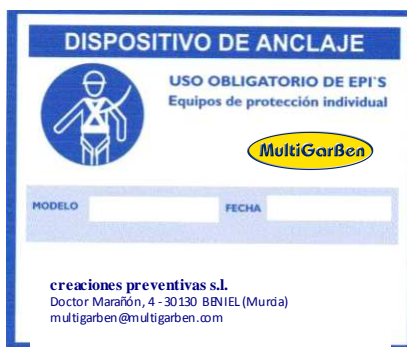 DISPOSITIVO DE ANCLAJE
USO OBLIGATORIO DE EPI`S
Equipos de protección individual
MultiGarBen
MODELO
FECHA
creaciones preventivas s.l.
Doctor Marañón, 4 - 30130 BENIEL (Murcia)
multigarben@multigarben.com